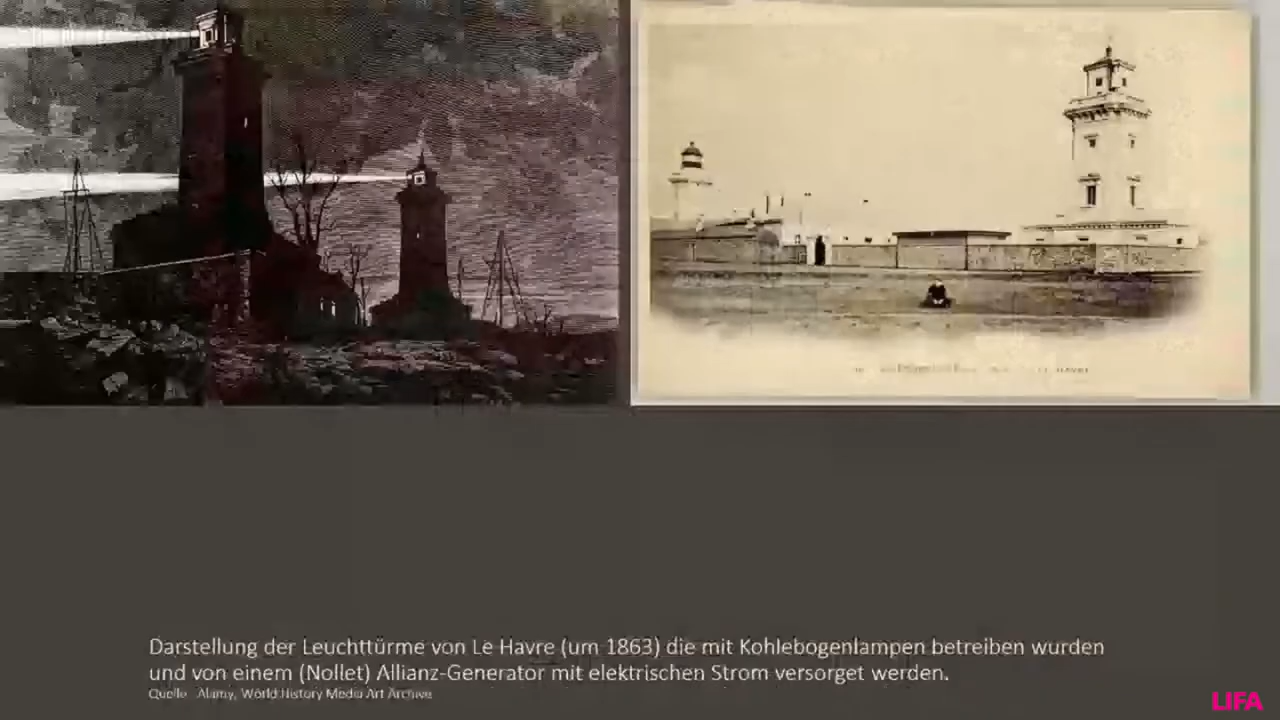 HAVRE
Darstellung der Leuchttürme von Le Havre (um 1863) die mit Kohlebogenlampen betreiben wurden
und von einem (Nollet) Allianz-Generator mit elektrischen Strom versorget werden.
Quelle Alamy, World History Media Art Archive
LIFA